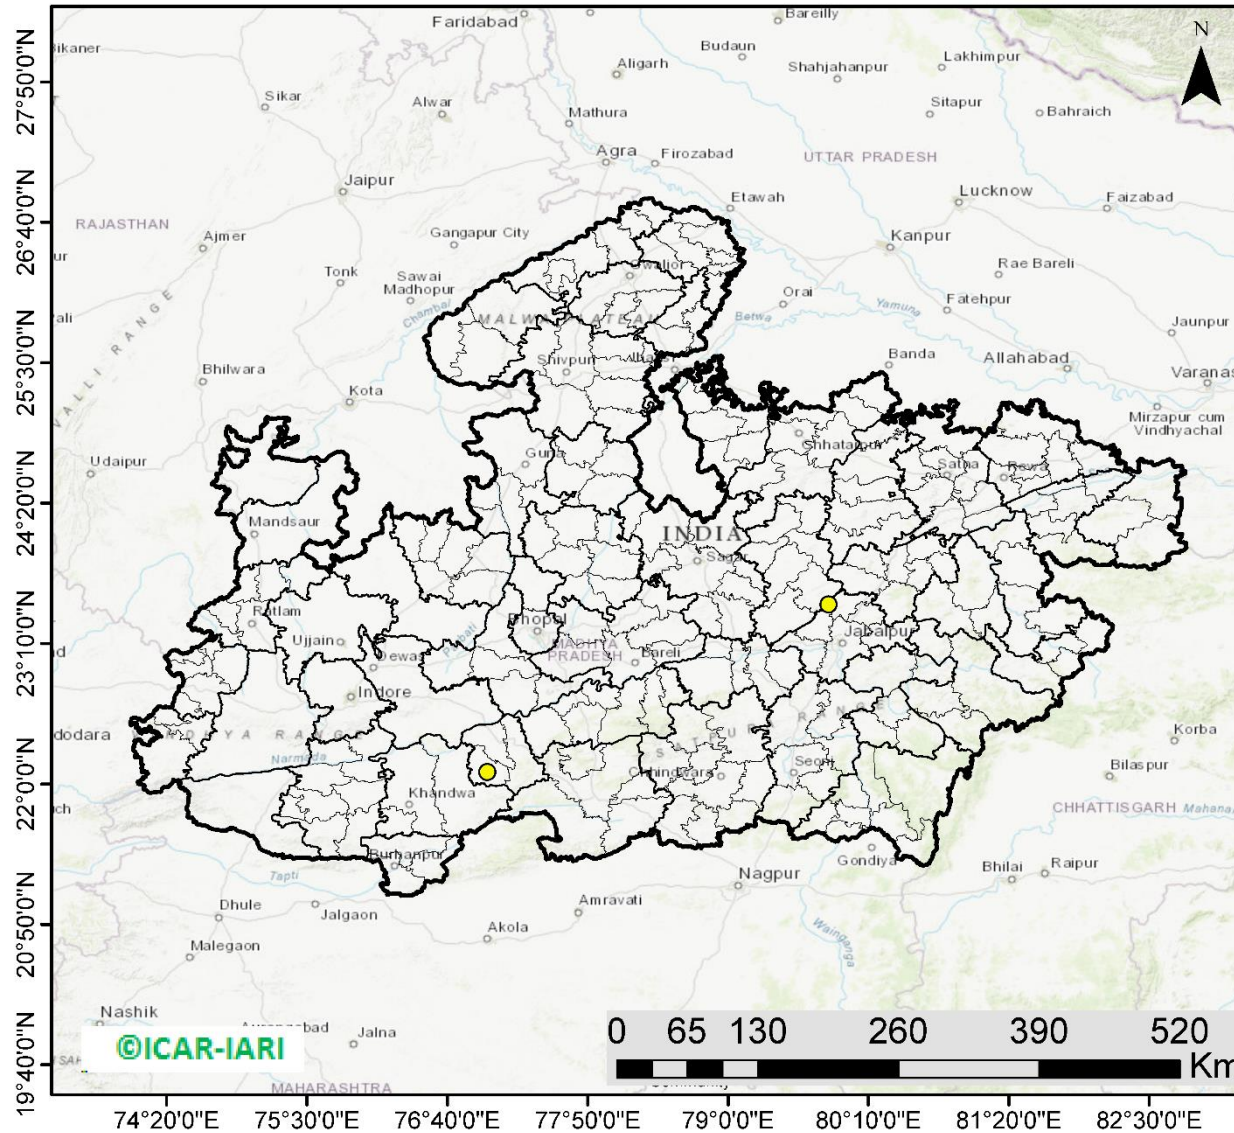 Faridabad
Bareilly
N
Bikaner
Budaun
Lakhimpur
27°50'0"N
Aligarh
Shahjahanpur
Sikar
Alwar
Mathura
Sitapur
Bahraich
Agra
Firozabad
UTTAR PRADESH
Jaipur
Etawah
Lucknow
Faizabad
26°40'0"N
RAJASTHAN
Ajmer
Gangapur City
Kanpur
Tonk
Sawai
Madhopur
Gwalior
Orai
Rae Bareli
Fatehpur
Yamuna
Chambal
Betwa
Jaunpur
25°30'0"N
Shivpuri
Banda
Allahabad
Bhilwara
Kota
Varanas
Mirzapur cum
Vindhyachal
Udaipur
Guna
Chhatarpur
Satna
Rewa
24°20'0"N
Mandsaur
INDIA
Sagar
Ratlam
Bhopal
Jabalpur
23°10'0"N
Ujjain
Parbati
MADHYA
PRADESH
Bareli
Dewas
Indore
dodara
Korba
Narmada
SATPURA RANGE
Seoni
Chhindwara
Bilaspur
22°0'0"N
Khandwa
CHHATTISGARH
Mahana
Burhanpur
Gondiya
Bhilai
Raipur
Tapti
Nagpur
20°50'0"N
Dhule
Jalgaon
Amravati
Akola
Malegaon
Wainganga
Nashik
Jalna
©ICAR-IARI
0 65 130 260 390 520
Km
19°40'0"N
MAHARASHTRA
74°20'0"E 75°30'0"E 76°40'0"E 77°50'0"E 79°0'0"E 80°10'0"E 81°20'0"E 82°30'0"E